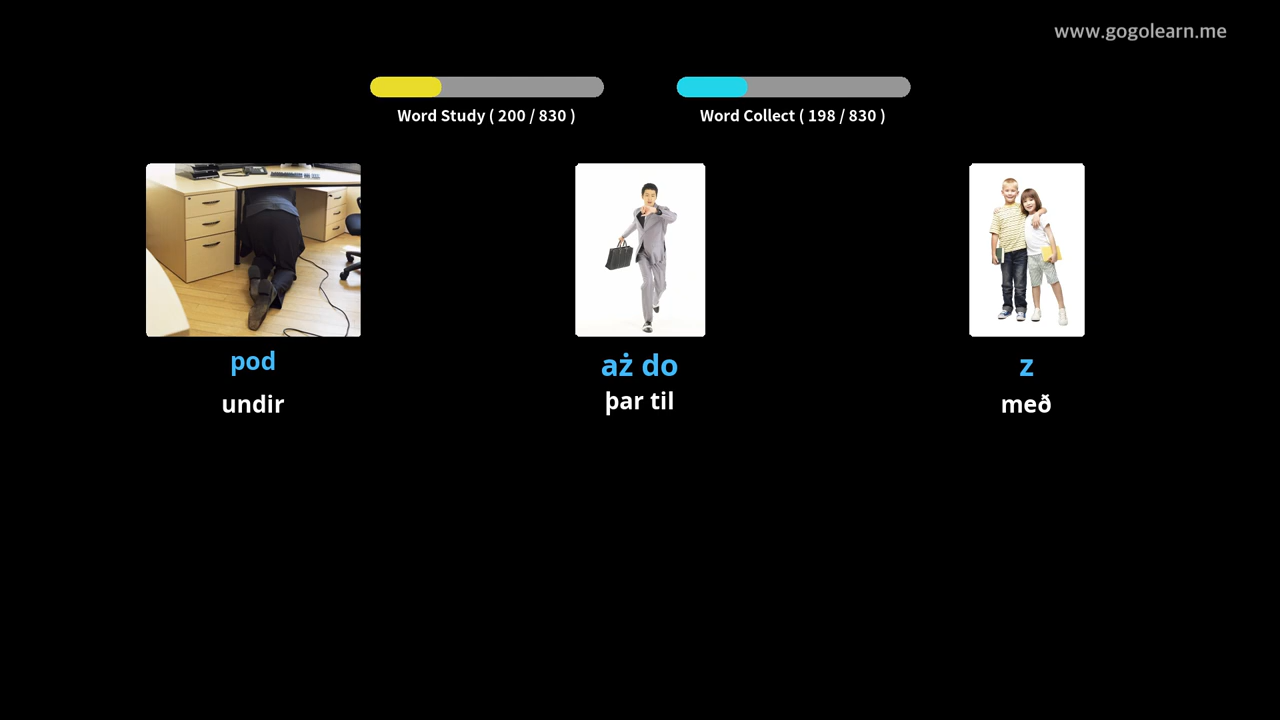 www.gogolearn.me
Word Study ( 200 / 830 )
Word Collect ( 198 / 830 )
pod
undir
aż do
þar til
z
með